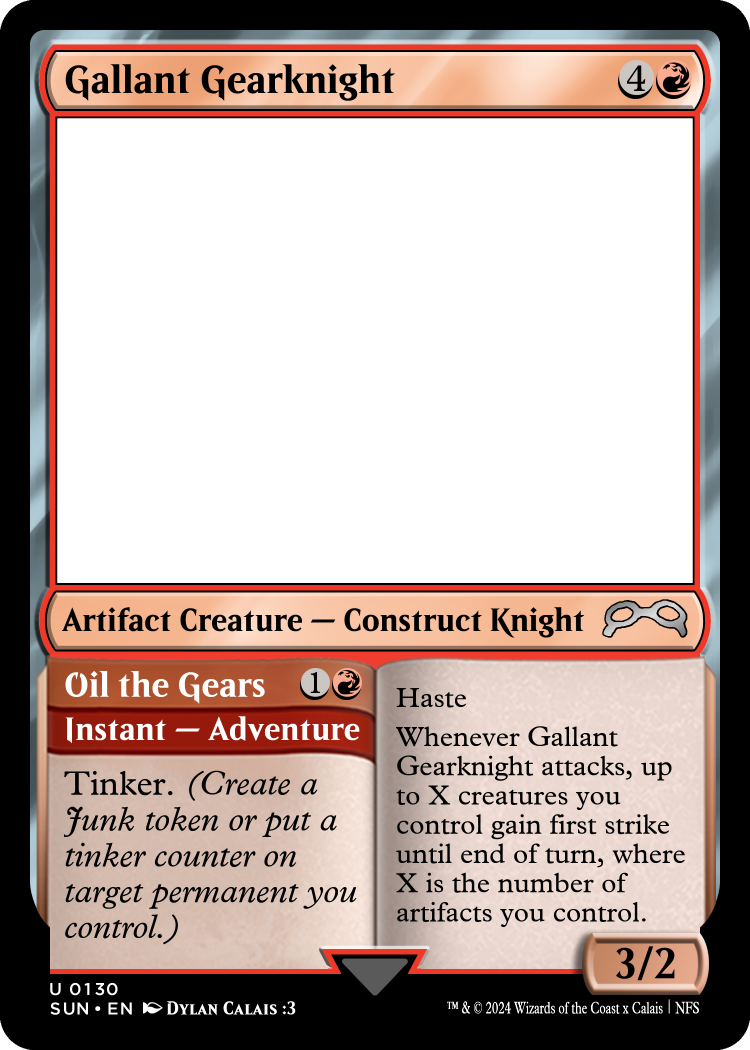 Gallant Gearknight 4
Artifact Creature — Construct Knight
Oil the Gears 1
Instant — Adventure
Tinker. (Create a
Junk token or put a
tinker counter on
target permanent you
control.)
Haste
Whenever Gallant
Gearknight attacks, up
to X creatures you
control gain first strike
until end of turn, where
X is the number of
artifacts you control.
3/2
U 0130
SUN • EN Dylan Calais :3
™ & © 2024 Wizards of the Coast x Calais | NFS